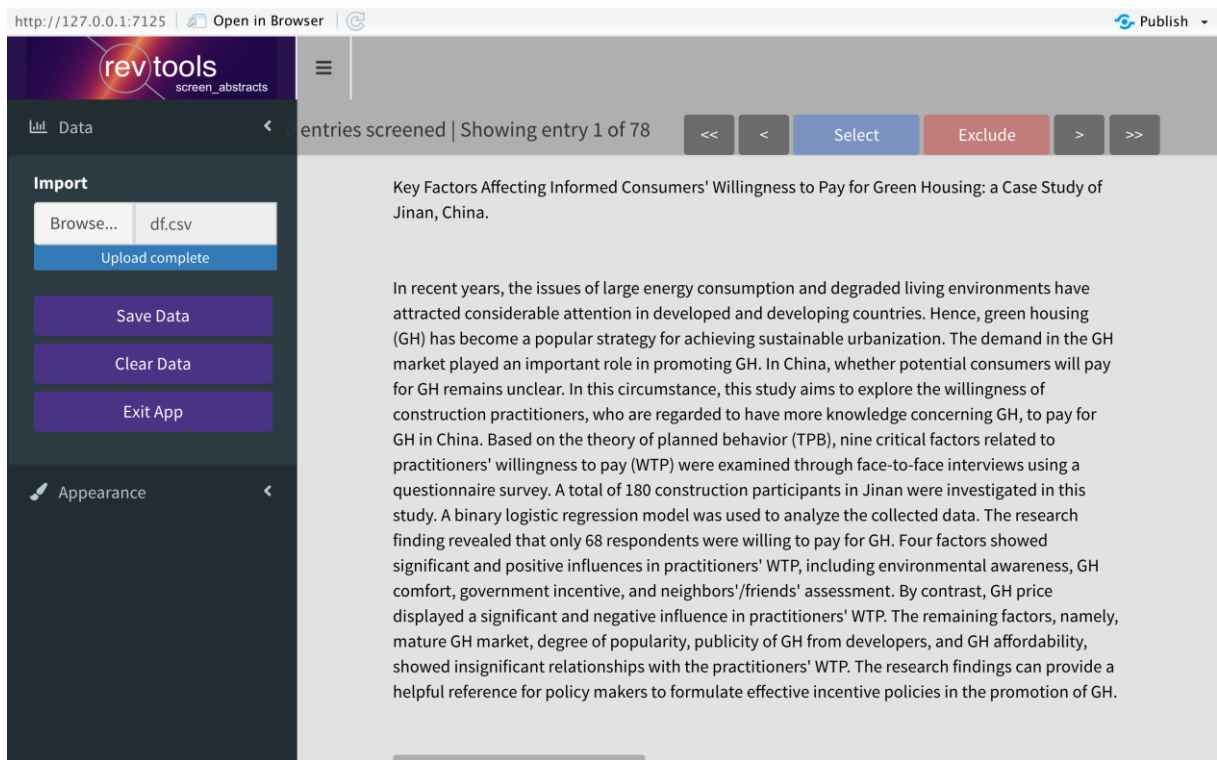 http://127.0.0.1:7125 Open in Browser Publish
revtools
screen_abstracts
Data
0 entries screened | Showing entry 1 of 78 << < Select Exclude > >>
Import
Browse... df.csv
Upload complete
Save Data
Clear Data
Exit App
Appearance
Key Factors Affecting Informed Consumers' Willingness to Pay for Green Housing: a Case Study of
Jinan, China.
In recent years, the issues of large energy consumption and degraded living environments have
attracted considerable attention in developed and developing countries. Hence, green housing
(GH) has become a popular strategy for achieving sustainable urbanization. The demand in the GH
market played an important role in promoting GH. In China, whether potential consumers will pay
for GH remains unclear. In this circumstance, this study aims to explore the willingness of
construction practitioners, who are regarded to have more knowledge concerning GH, to pay for
GH in China. Based on the theory of planned behavior (TPB), nine critical factors related to
practitioners' willingness to pay (WTP) were examined through face-to-face interviews using a
questionnaire survey. A total of 180 construction participants in Jinan were investigated in this
study. A binary logistic regression model was used to analyze the collected data. The research
finding revealed that only 68 respondents were willing to pay for GH. Four factors showed
significant and positive influences in practitioners' WTP, including environmental awareness, GH
comfort, government incentive, and neighbors'/friends' assessment. By contrast, GH price
displayed a significant and negative influence in practitioners' WTP. The remaining factors, namely,
mature GH market, degree of popularity, publicity of GH from developers, and GH affordability,
showed insignificant relationships with the practitioners' WTP. The research findings can provide a
helpful reference for policy makers to formulate effective incentive policies in the promotion of GH.